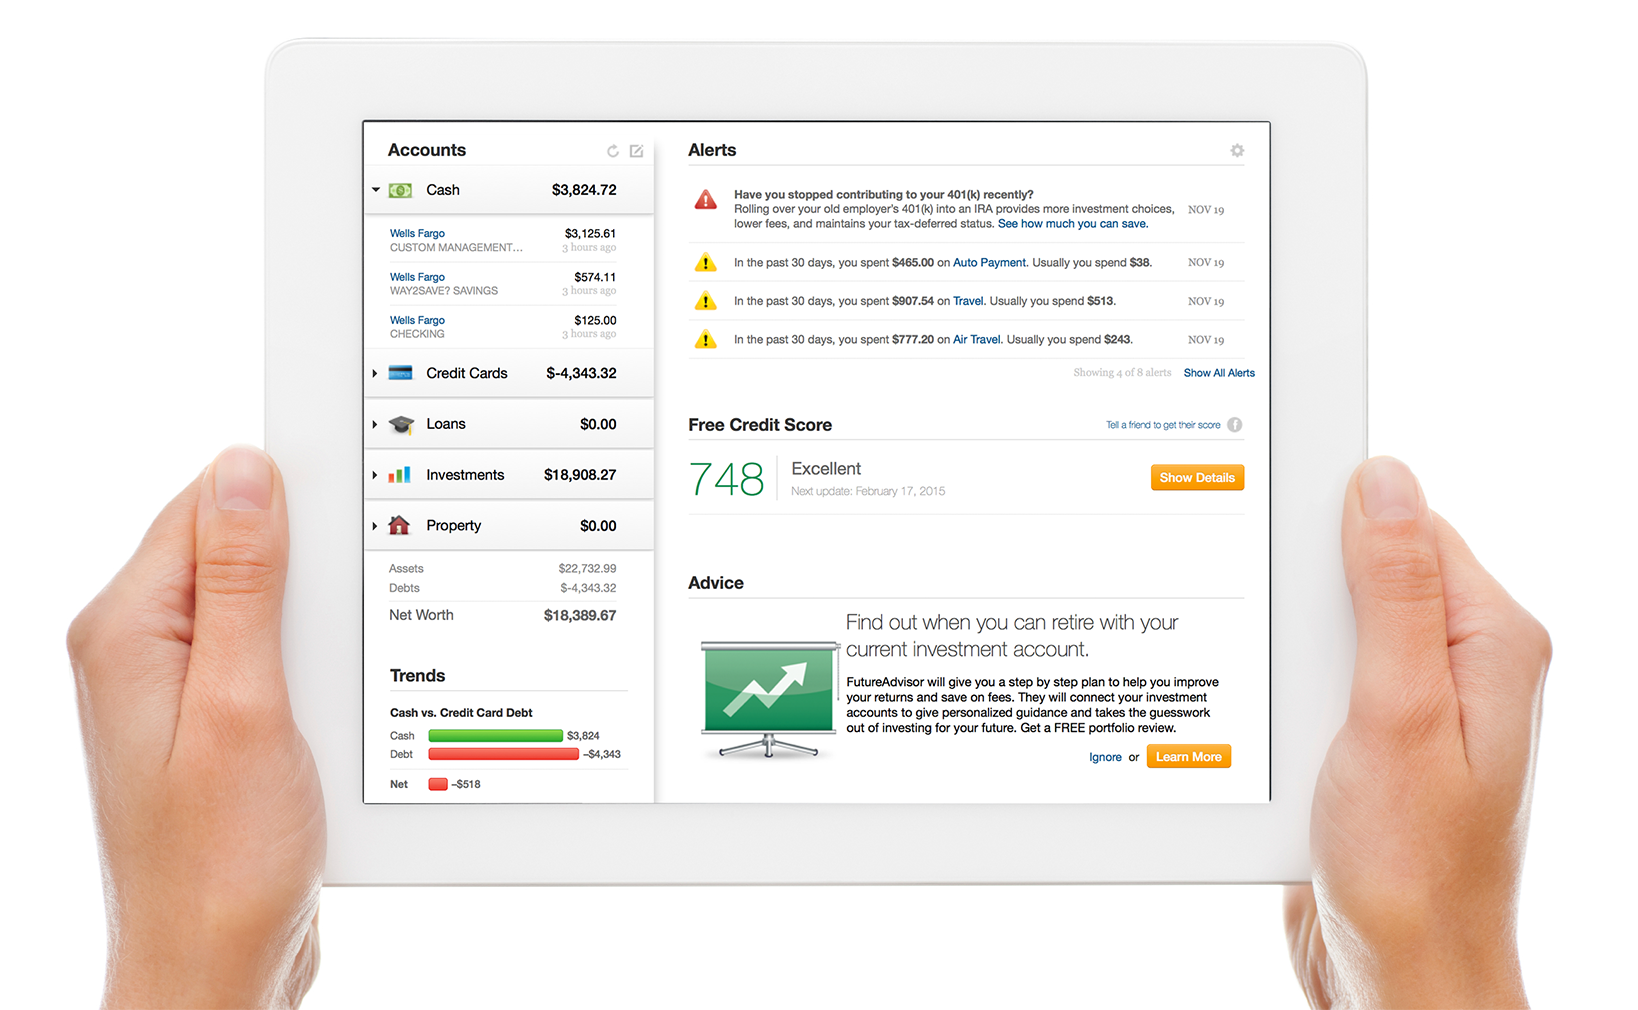 Accounts
Cash $3,824.72
Wells Fargo $3,125.61
CUSTOM MANAGEMENT... 3 hours ago
Wells Fargo $574.11
WAY2SAVE? SAVINGS 3 hours ago
Wells Fargo $125.00
CHECKING 3 hours ago
Credit Cards $-4,343.32
Loans $0.00
Investments $18,908.27
Property $0.00
Assets $22,732.99
Debts $-4,343.32
Net Worth $18,389.67
Trends
Cash vs. Credit Card Debt
Cash $3,824
Debt –$4,343
Net –$518
Alerts
Have you stopped contributing to your 401(k) recently?
Rolling over your old employer's 401(k) into an IRA provides more investment choices,
lower fees, and maintains your tax-deferred status. See how much you can save.
NOV 19
In the past 30 days, you spent $465.00 on Auto Payment. Usually you spend $38. NOV 19
In the past 30 days, you spent $907.54 on Travel. Usually you spend $513. NOV 19
In the past 30 days, you spent $777.20 on Air Travel. Usually you spend $243. NOV 19
Showing 4 of 8 alerts Show All Alerts
Free Credit Score Tell a friend to get their score f
748 Excellent
Next update: February 17, 2015
Show Details
Advice
Find out when you can retire with your
current investment account.
FutureAdvisor will give you a step by step plan to help you improve
your returns and save on fees. They will connect your investment
accounts to give personalized guidance and takes the guesswork
out of investing for your future. Get a FREE portfolio review.
Ignore or Learn More